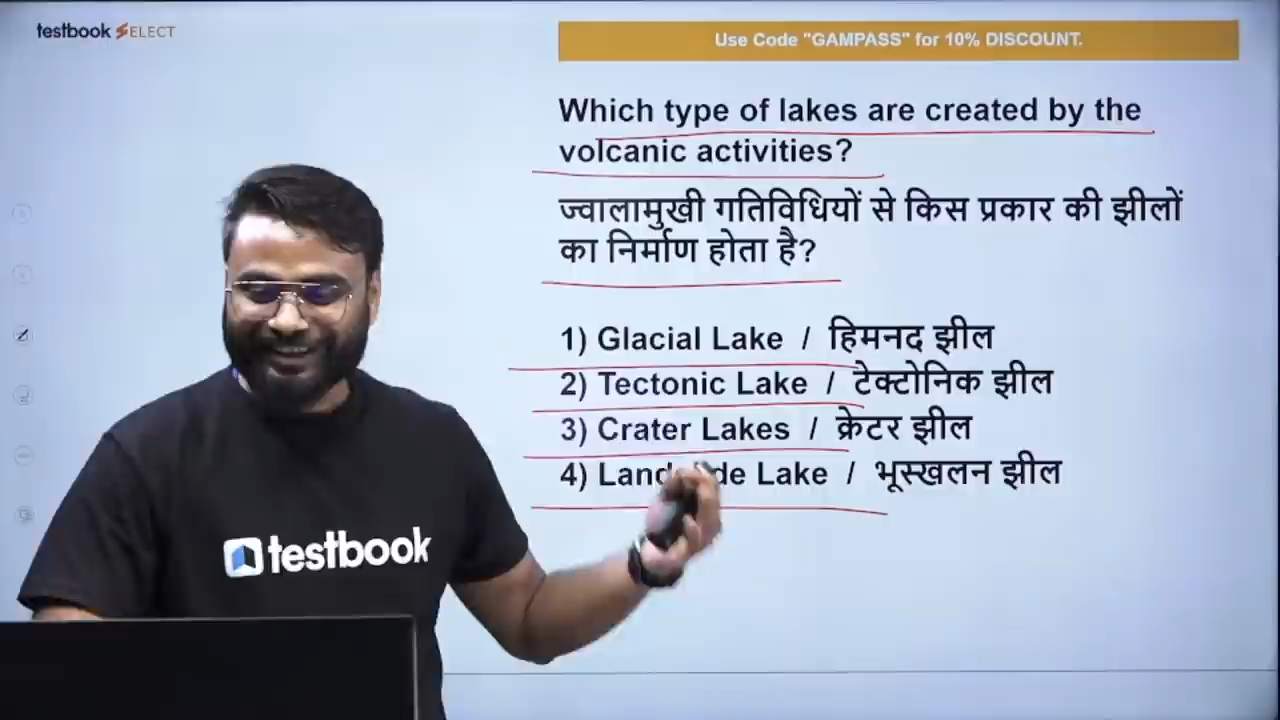 testbook SELECT
Use Code "GAMPASS" for 10% DISCOUNT.
Which type of lakes are created by the
volcanic activities?
ज्वालामुखी गतिविधियों से किस प्रकार की झीलों
का निर्माण होता है?
1) Glacial Lake / हिमनद झील
2) Tectonic Lake / टेक्टोनिक झील
3) Crater Lakes / क्रेटर झील
4) Lake / भूस्खलन झील
testbook